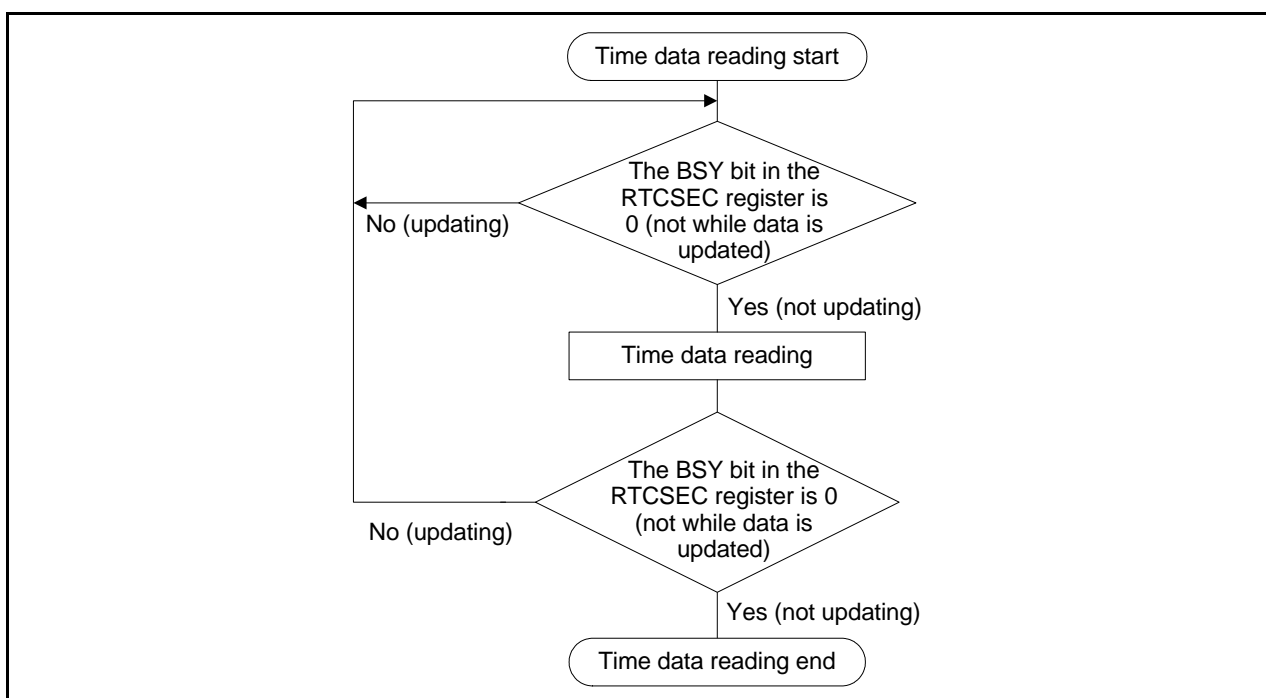 Time data reading start
The BSY bit in the
RTCSEC register is
0 (not while data is
updated)
No (updating)
Yes (not updating)
Time data reading
The BSY bit in the
RTCSEC register is 0
(not while data is
updated)
No (updating)
Yes (not updating)
Time data reading end